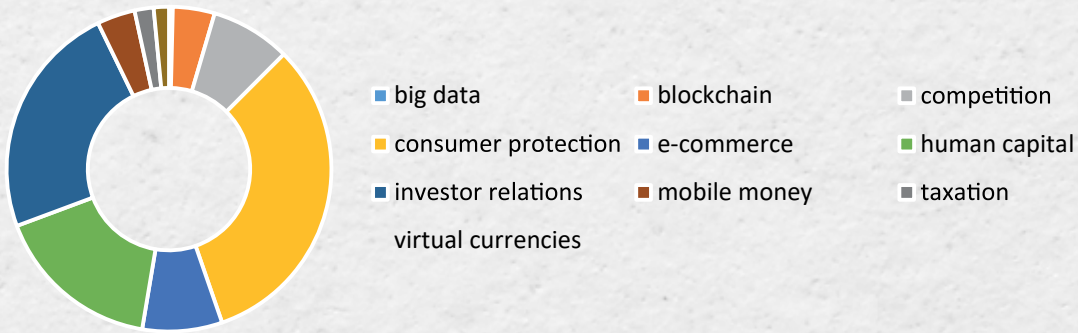 big data blockchain competition
consumer protection e-commerce human capital
investor relations mobile money taxation
virtual currencies